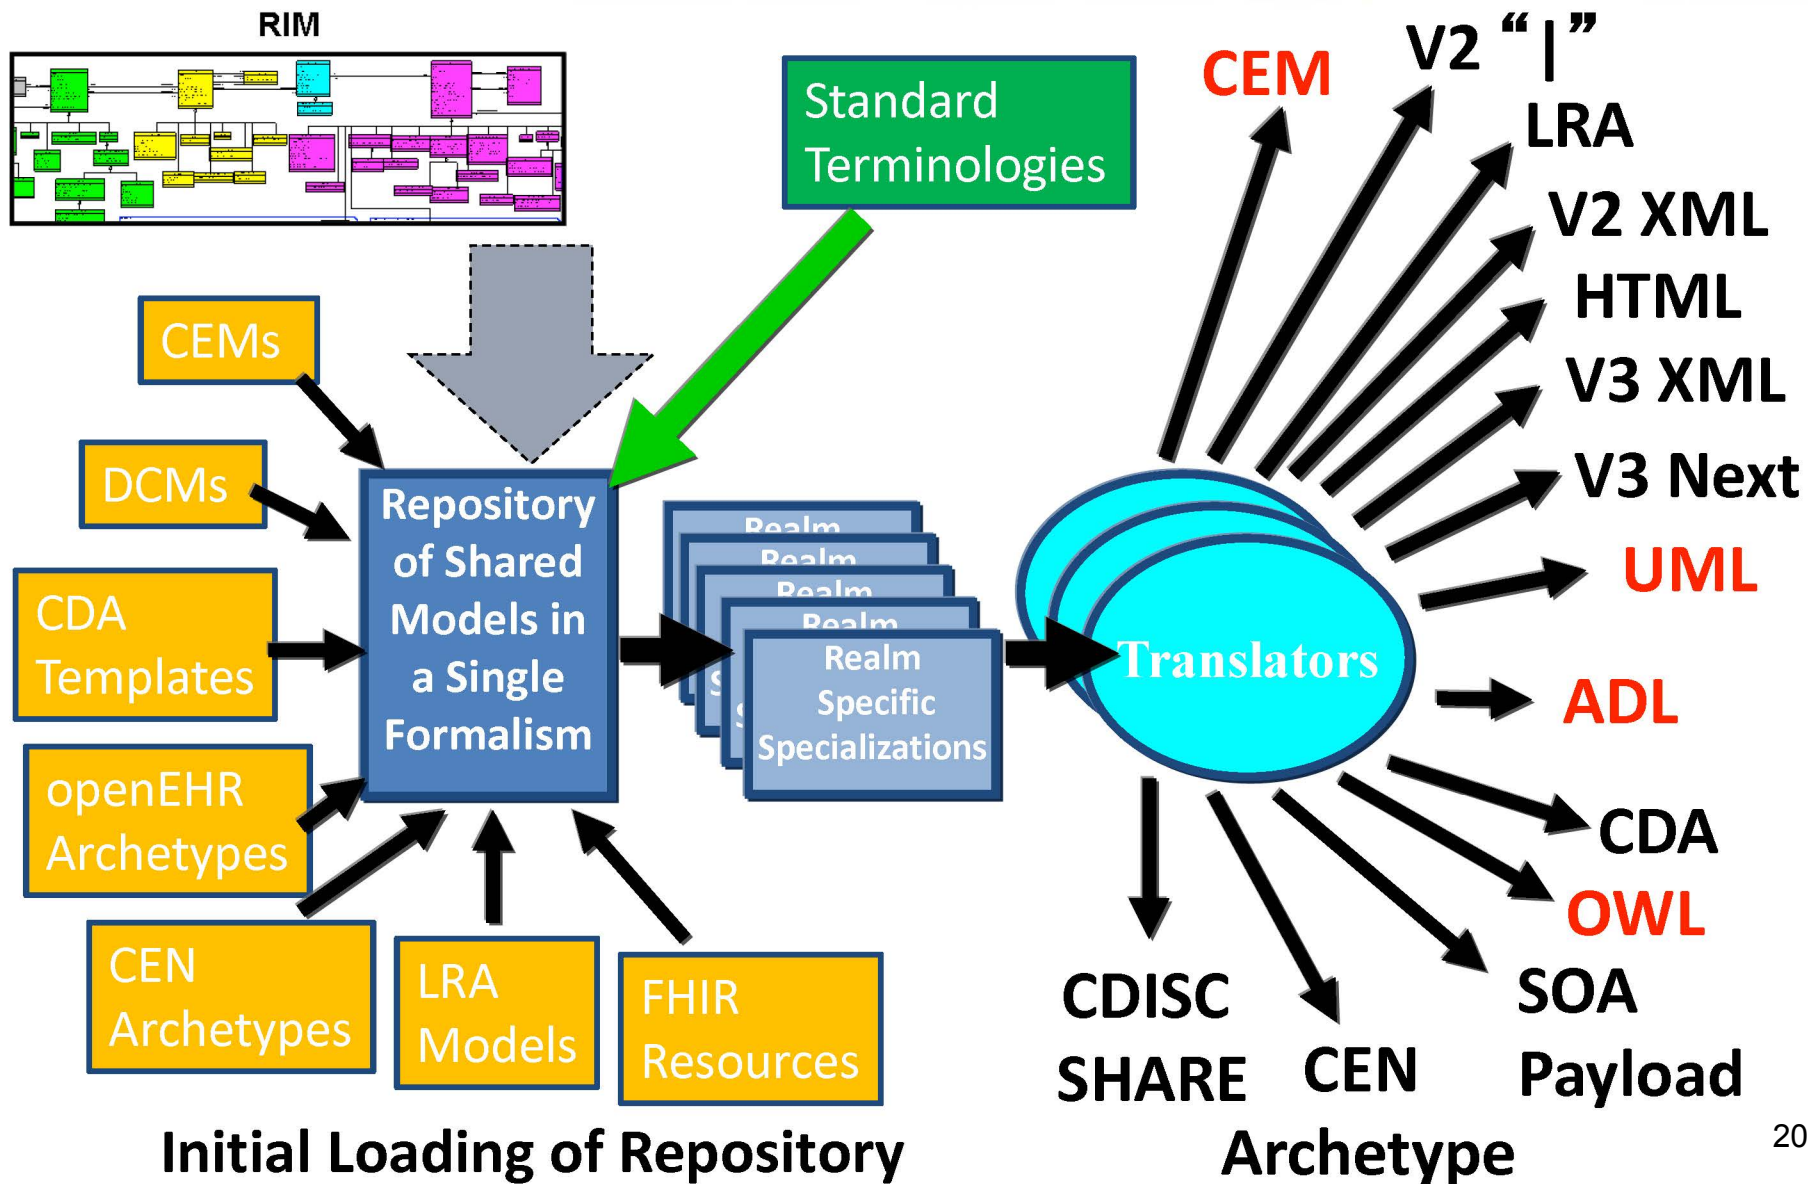 RIM
Standard
Terminologies
CEM
V2 “|”
LRA
V2 XML
HTML
V3 XML
V3 Next
UML
ADL
CDA
OWL
SOA
Payload
CEN
Archetype
CDISC
SHARE
CEMs
DCMs
CDA
Templates
openEHR
Archetypes
CEN
Archetypes
LRA
Models
FHIR
Resources
Repository
of Shared
Models in
a Single
Formalism
Realm
Realm
Realm
Realm
Realm
Specific
Specializations
Translators
Initial Loading of Repository
20